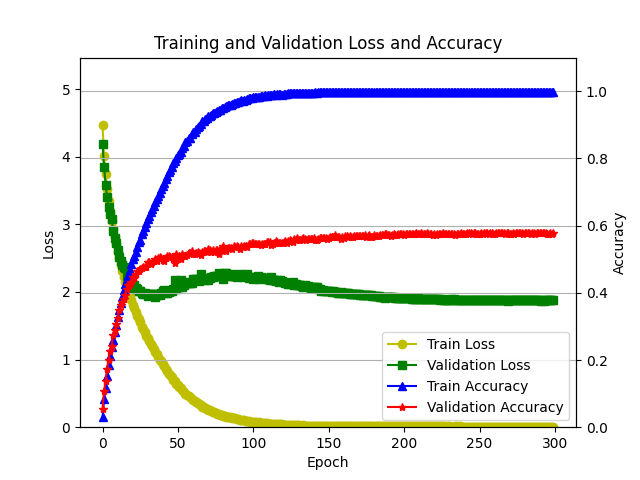 Training and Validation Loss and Accuracy
5
4
3
2
1
0
Loss
1.0
0.8
0.6
0.4
0.2
0.0
Accuracy
Train Loss
Validation Loss
Train Accuracy
Validation Accuracy
0 50 100 150 200 250 300
Epoch